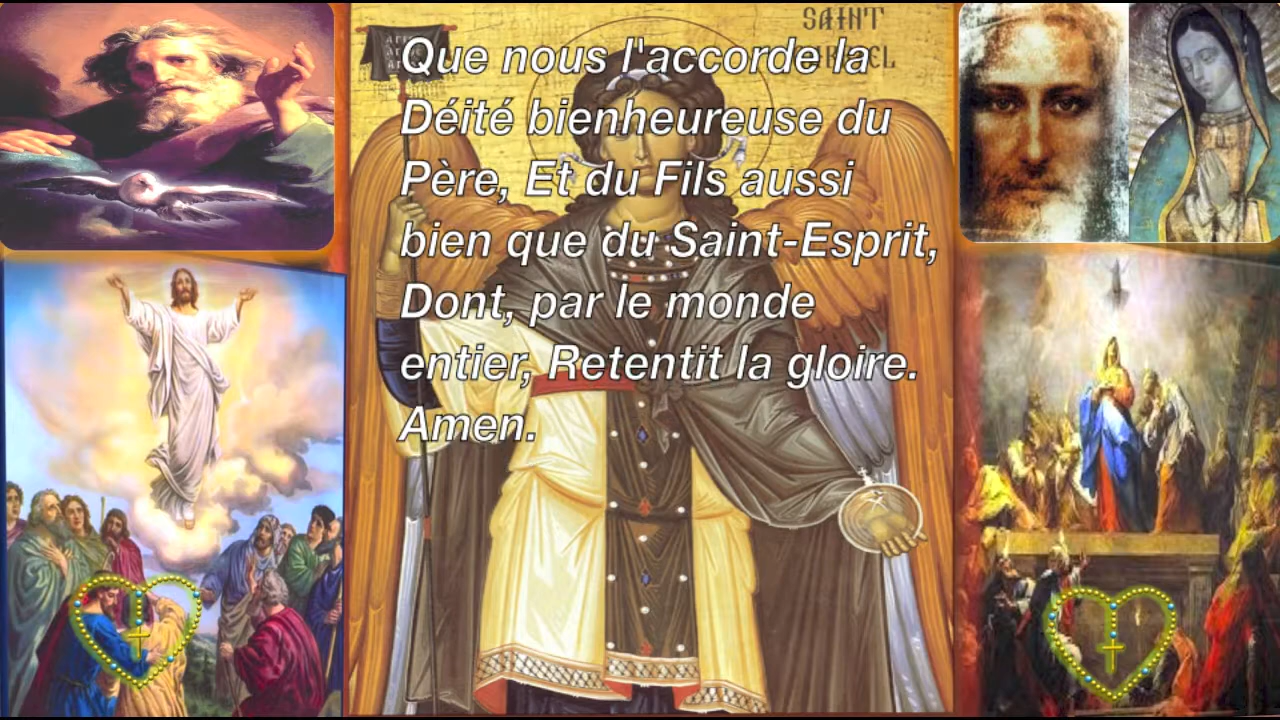 SAINT
Que nous l'accorde la
Déité bienheureuse du
Père, Et du Fils aussi
bien que du Saint-Esprit,
Dont, par le monde
entier, Retentit la gloire.
Amen.